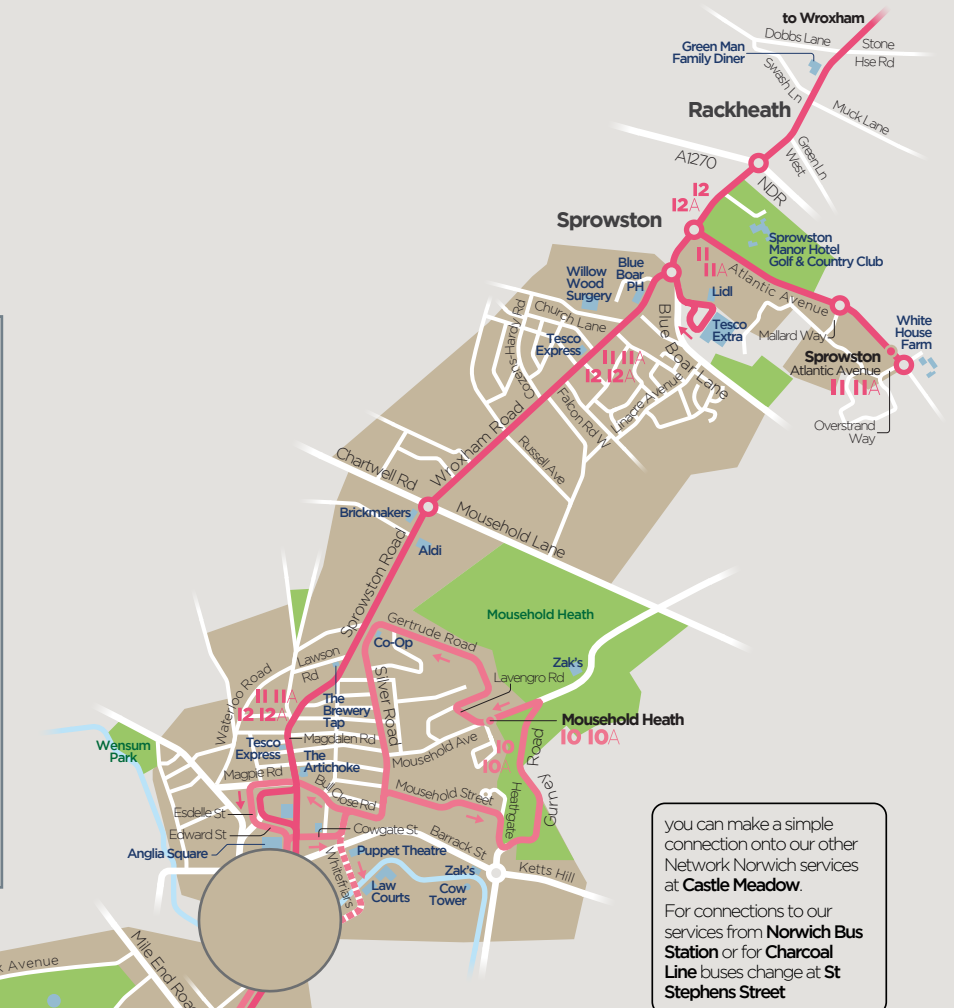 to Wroxham
Dobbs Lane
Stone
Hse Rd
Green Man
Family Diner
Swash Ln
Muck Lane
Rackheath
Green Ln
West
A1270
NDR
12
12A
Sprowston
Sprowston
Manor Hotel
Golf & Country Club
11
11A
Atlantic Avenue
Willow
Wood
Surgery
Blue
Boar
PH
Lidl
Tesco
Extra
Mallard Way
White
House
Farm
Sprowston
Atlantic Avenue
11 11A
Overstrand
Way
Church Lane
Cozens-Hardy Rd
Tesco
Express
Blue Boar Lane
11 11A
12 12A
Linacre Avenue
Falcon Rd W
Russell Ave
Wroxham Road
Chartwell Rd
Brickmakers
Mousehold Lane
Aldi
Sprowston Road
Mousehold Heath
Gertrude Road
Co-Op
Zak's
Lavengro Rd
Lawson
Rd
Waterloo Road
Silver Road
11 11A
12 12A
The
Brewery
Tap
Mousehold Heath
10 10A
Magdalen Rd
Mousehold Ave
10
10A
Wensum
Park
Tesco
Express
The
Artichoke
Magpie Rd
Bull Close Rd
Mousehold Street
Heathgate
Gurney
Road
Esdelle St
Edward St
Cowgate St
Barrack St
Anglia Square
Whitefriars
Puppet Theatre
Ketts Hill
Law
Courts
Zak's
Cow
Tower
Mile End Roa
k Avenue
you can make a simple
connection onto our other
Network Norwich services
at Castle Meadow.
For connections to our
services from Norwich Bus
Station or for Charcoal
Line buses change at St
Stephens Street